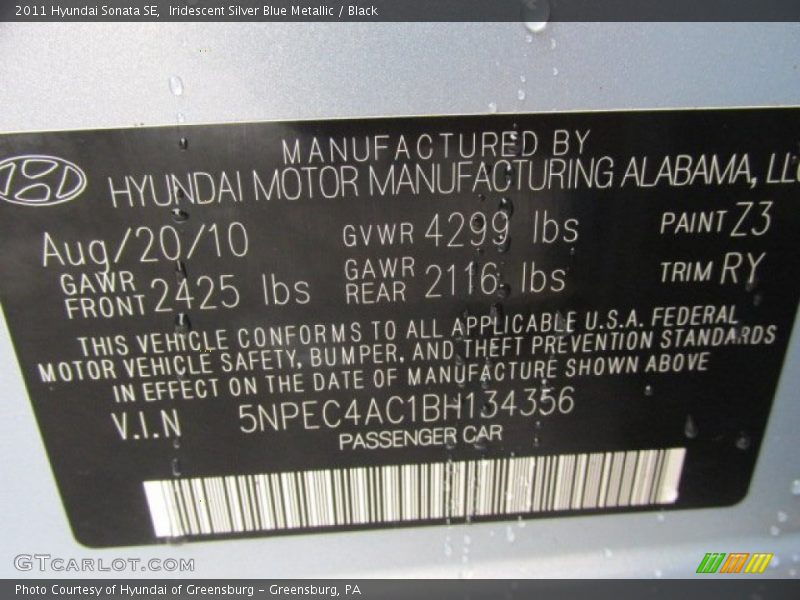 2011 Hyundai Sonata SE, Iridescent Silver Blue Metallic / Black
MANUFACTURED BY
HYUNDAI MOTOR MANUFACTURING ALABAMA, LLC
Aug/20/10 GVWR 4299 lbs PAINT Z3
GAWR FRONT 2425 lbs GAWR REAR 2116 lbs TRIM RY
THIS VEHICLE CONFORMS TO ALL APPLICABLE U.S.A. FEDERAL
MOTOR VEHICLE SAFETY, BUMPER, AND THEFT PREVENTION STANDARDS
IN EFFECT ON THE DATE OF MANUFACTURE SHOWN ABOVE
V.I.N 5NPEC4AC1BH134356
PASSENGER CAR
GTCarLot.com
Photo Courtesy of Hyundai of Greensburg - Greensburg, PA